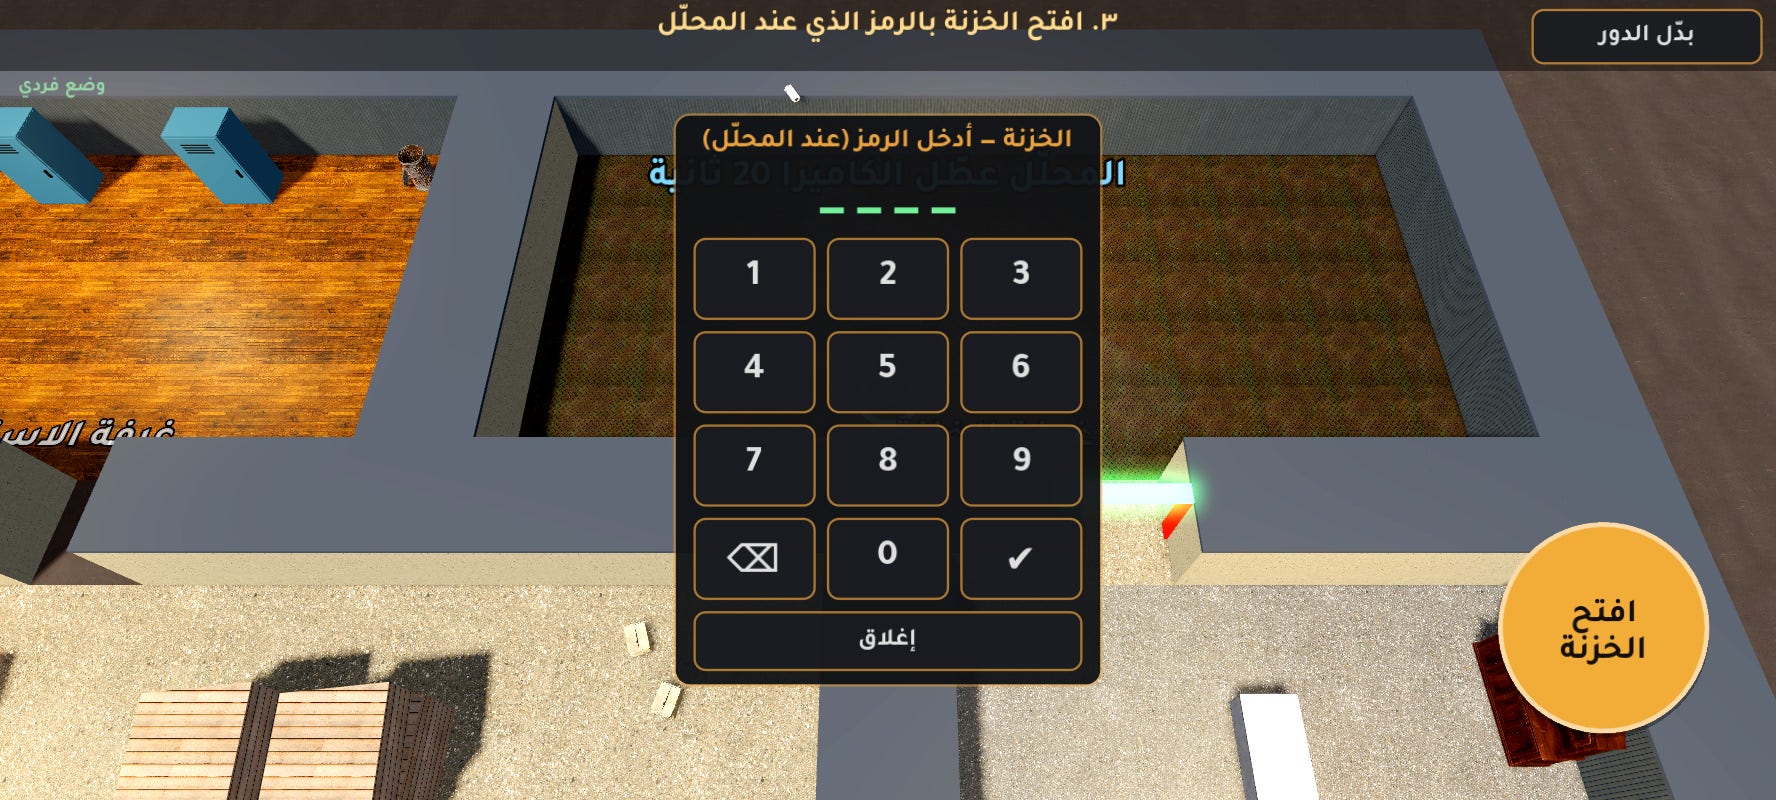 ٣. افتح الخزنة بالرمز الذي عند المحلّل
بدّل الدور
وضع فردي
الخزنة – أدخل الرمز (عند المحلّل)
المحلّل عطّل الكاميرا 20 ثانية
1 2 3
4 5 6
7 8 9
⌫ 0 ✔
إغلاق
افتح
الخزنة
غرفة